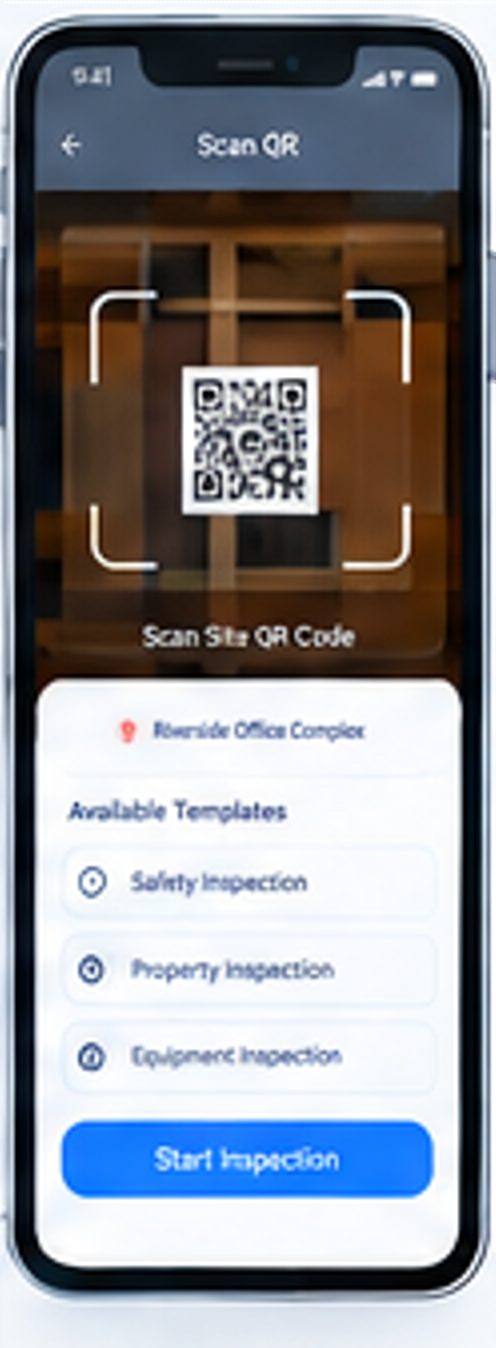 9:41
Scan QR
Scan Site QR Code
Riverside Office Complex
Available Templates
Safety Inspection
Property Inspection
Equipment Inspection
Start Inspection